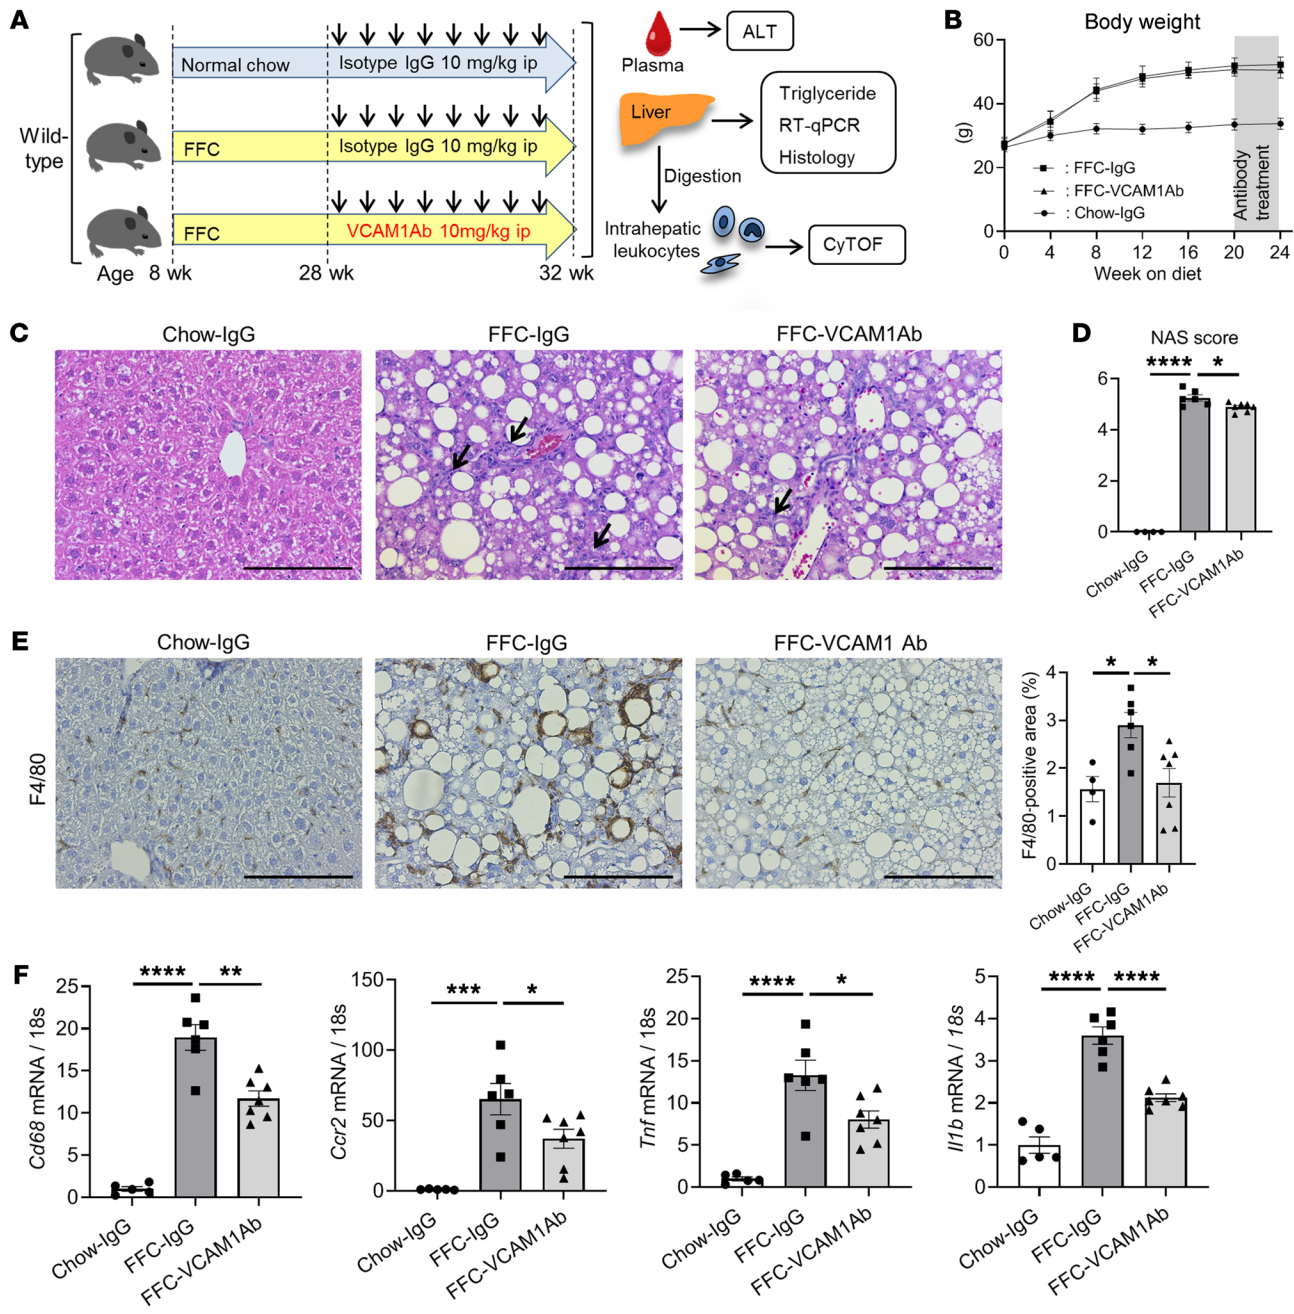 A
Wild-
type
Normal chow
Isotype IgG 10 mg/kg ip
FFC
Isotype IgG 10 mg/kg ip
FFC
VCAM1Ab 10mg/kg ip
Age 8 wk 28 wk 32 wk
Plasma
ALT
Liver
Triglyceride
RT-qPCR
Histology
Digestion
Intrahepatic
leukocytes
CyTOF
B
Body weight
(g)
60
40
20
0
: FFC-IgG
: FFC-VCAM1Ab
: Chow-IgG
Antibody
treatment
0 4 8 12 16 20 24
Week on diet
C
Chow-IgG
FFC-IgG
FFC-VCAM1Ab
D
NAS score
**** *
6
4
2
0
Chow-IgG
FFC-IgG
FFC-VCAM1Ab
E
Chow-IgG
FFC-IgG
FFC-VCAM1 Ab
F4/80
F4/80-positive area (%)
* *
4
3
2
1
0
Chow-IgG
FFC-IgG
FFC-VCAM1Ab
F
Cd68 mRNA / 18s
**** **
25
20
15
10
5
0
Chow-IgG
FFC-IgG
FFC-VCAM1Ab
Ccr2 mRNA / 18s
*** *
150
100
50
0
Chow-IgG
FFC-IgG
FFC-VCAM1Ab
Tnf mRNA / 18s
**** *
25
20
15
10
5
0
Chow-IgG
FFC-IgG
FFC-VCAM1Ab
Il1b mRNA / 18s
**** ****
5
4
3
2
1
0
Chow-IgG
FFC-IgG
FFC-VCAM1Ab